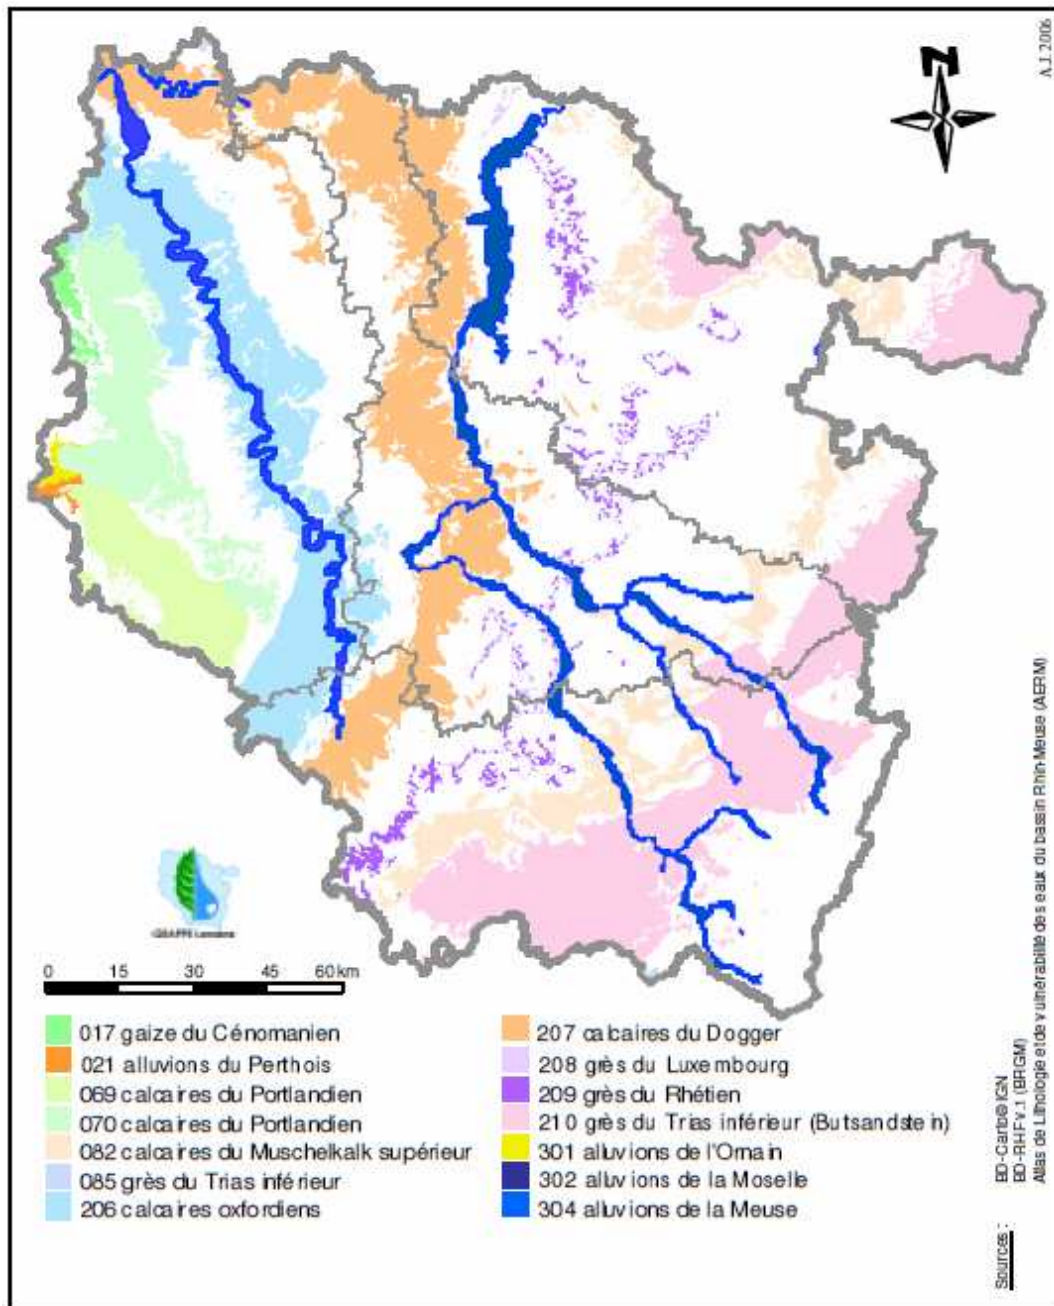 N
A.J. 2006
0 15 30 45 60 km
017 gaize du Cénomanien
021 alluvions du Perthois
069 calcaires du Portlandien
070 calcaires du Portlandien
082 calcaires du Muschelkalk supérieur
085 grès du Trias inférieur
206 calcaires oxfordiens
207 calcaires du Dogger
208 grès du Luxembourg
209 grès du Rhétien
210 grès du Trias inférieur (Butsandstein)
301 alluvions de l'Ornain
302 alluvions de la Moselle
304 alluvions de la Meuse
Sources :
BD-Carto®IGN
BD-RHFv.1 (BRGM)
Atlas de Lithologie et de vulnérabilité des eaux du bassin Rhin-Meuse (AERM)